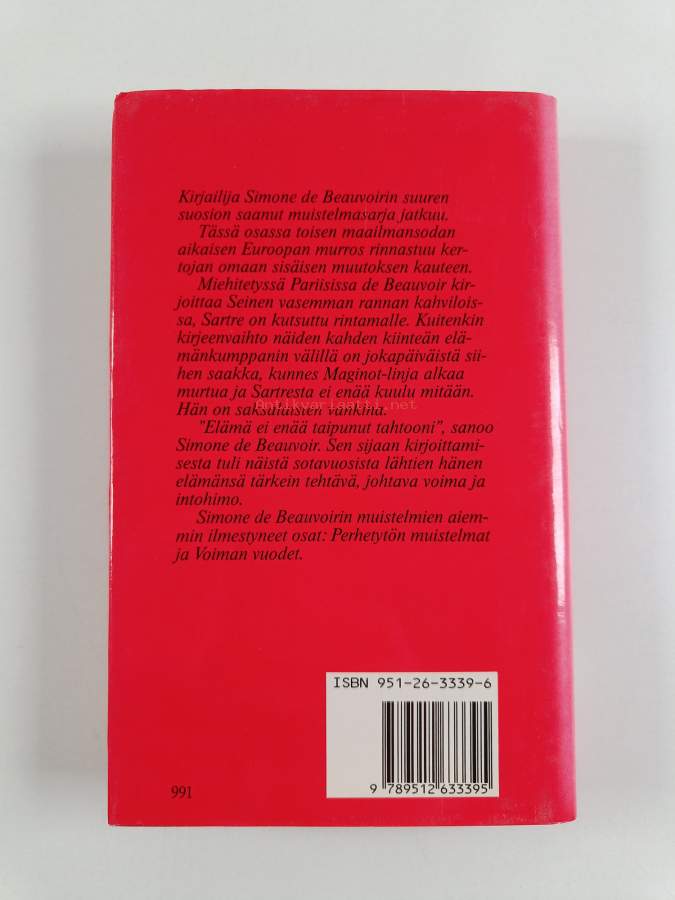 Kirjailija Simone de Beauvoirin suuren
suosion saanut muistelmasarja jatkuu.
Tässä osassa toisen maailmansodan
aikaisen Euroopan murros rinnastuu ker-
tojan omaan sisäisen muutoksen kauteen.
Miehitetyssä Pariisissa de Beauvoir kir-
joittaa Seinen vasemman rannan kahvilois-
sa, Sartre on kutsuttu rintamalle. Kuitenkin
kirjeenvaihto näiden kahden kiinteän elä-
mänkumppanin välillä on jokapäiväistä sii-
hen saakka, kunnes Maginot-linja alkaa
murtua ja Sartresta ei enää kuulu mitään.
Antikvariaatti.net
Hän on saksalaisten vankina.
"Elämä ei enää taipunut tahtooni", sanoo
Simone de Beauvoir. Sen sijaan kirjoittami-
sesta tuli näistä sotavuosista lähtien hänen
elämänsä tärkein tehtävä, johtava voima ja
intohimo.
Simone de Beauvoirin muistelmien aiem-
min ilmestyneet osat: Perhetytön muistelmat
ja Voiman vuodet.
ISBN 951-26-3339-6
9 789512 633395
991